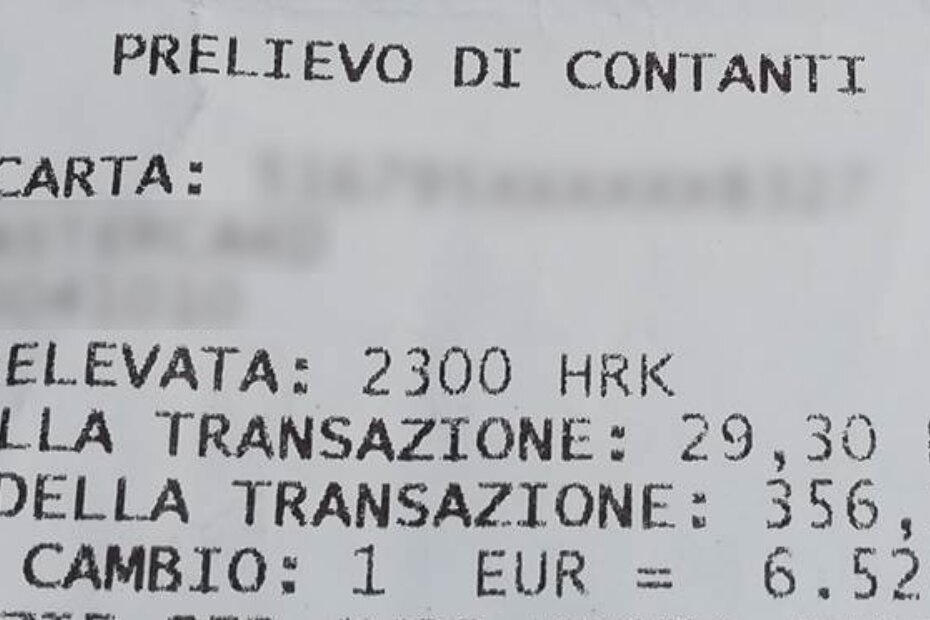 PRELIEVO DI CONTANTI
CARTA:
ELEVATA: 2300 HRK
LLA TRANSAZIONE: 29,30
DELLA TRANSAZIONE: 356,
CAMBIO: 1 EUR = 6.52